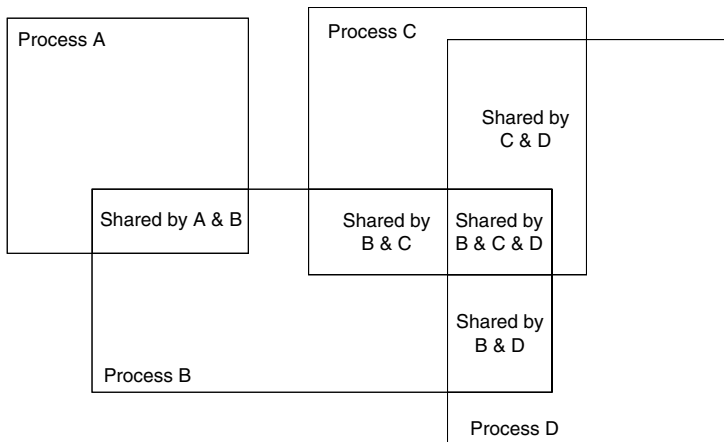 Process A
Process C
Shared by
C & D
Shared by A & B
Shared by
B & C
Shared by
B & C & D
Shared by
B & D
Process B
Process D